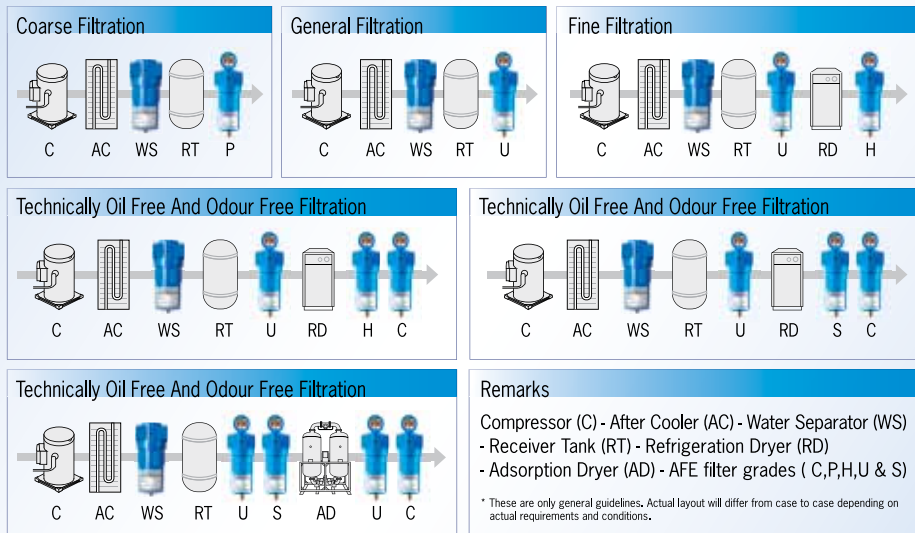 Coarse Filtration
C AC WS RT P
General Filtration
C AC WS RT U
Fine Filtration
C AC WS RT U RD H
Technically Oil Free And Odour Free Filtration
C AC WS RT U RD H C
Technically Oil Free And Odour Free Filtration
C AC WS RT U RD S C
Technically Oil Free And Odour Free Filtration
C AC WS RT U S AD U C
Remarks
Compressor (C) - After Cooler (AC) - Water Separator (WS)
- Receiver Tank (RT) - Refrigeration Dryer (RD)
- Adsorption Dryer (AD) - AFE filter grades ( C,P,H,U & S)
* These are only general guidelines. Actual layout will differ from case to case depending on
actual requirements and conditions.